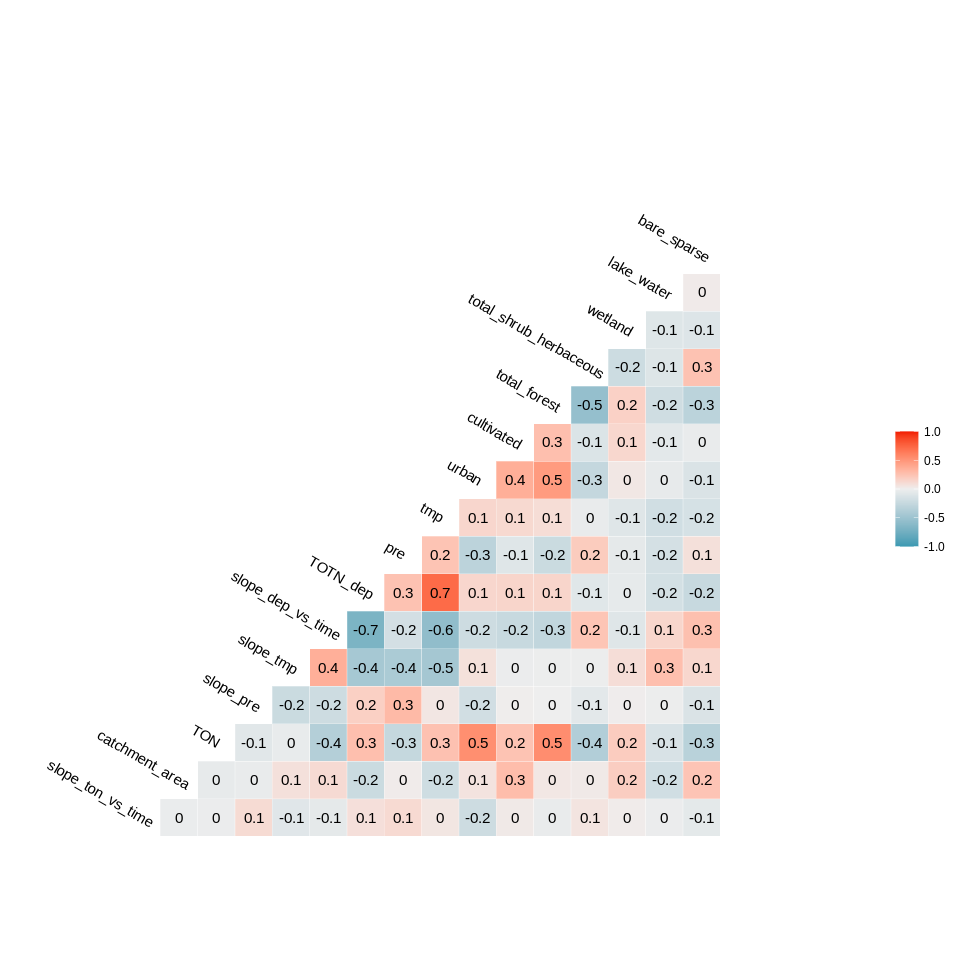 bare_sparse
lake_water 0
wetland -0.1 -0.1
total_shrub_herbaceous -0.2 -0.1 0.3
total_forest -0.5 0.2 -0.2 -0.3
cultivated 0.3 -0.1 0.1 -0.1 0
urban 0.4 0.5 -0.3 0 0 -0.1
tmp 0.1 0.1 0.1 0 -0.1 -0.2 -0.2
pre 0.2 -0.3 -0.1 -0.2 0.2 -0.1 -0.2 0.1
TOTN_dep 0.3 0.7 0.1 0.1 0.1 -0.1 0 -0.2 -0.2
slope_dep_vs_time -0.7 -0.2 -0.6 -0.2 -0.2 -0.3 0.2 -0.1 0.1 0.3
slope_tmp 0.4 -0.4 -0.4 -0.5 0.1 0 0 0 0.1 0.3 0.1
slope_pre -0.2 -0.2 0.2 0.3 0 -0.2 0 0 -0.1 0 0 -0.1
TON -0.1 0 -0.4 0.3 -0.3 0.3 0.5 0.2 0.5 -0.4 0.2 -0.1 -0.3
catchment_area 0 0 0.1 0.1 -0.2 0 -0.2 0.1 0.3 0 0 0.2 -0.2 0.2
slope_ton_vs_time 0 0 0.1 -0.1 -0.1 0.1 0.1 0 -0.2 0 0 0.1 0 0 -0.1
1.0
0.5
0.0
-0.5
-1.0